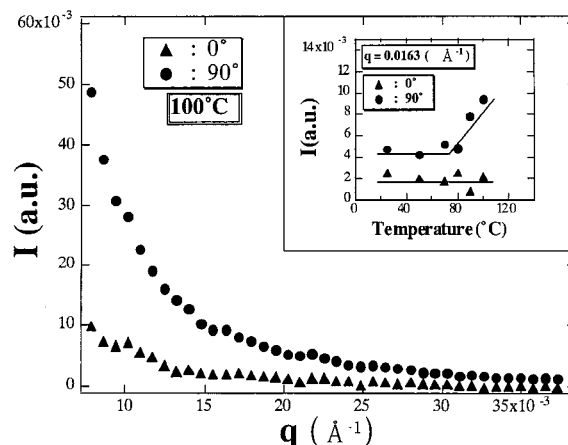 60x10⁻³
50
40
30
20
10
0
I (a.u.)
▲ : 0°
● : 90°
100°C
10
15
20
25
30
35x10⁻³
q ( Å⁻¹)
14x10⁻³
12
10
8
6
4
2
0
I(a.u.)
q = 0.0163 ( Å⁻¹)
▲ : 0°
● : 90°
0
40
80
120
Temperature(°C)